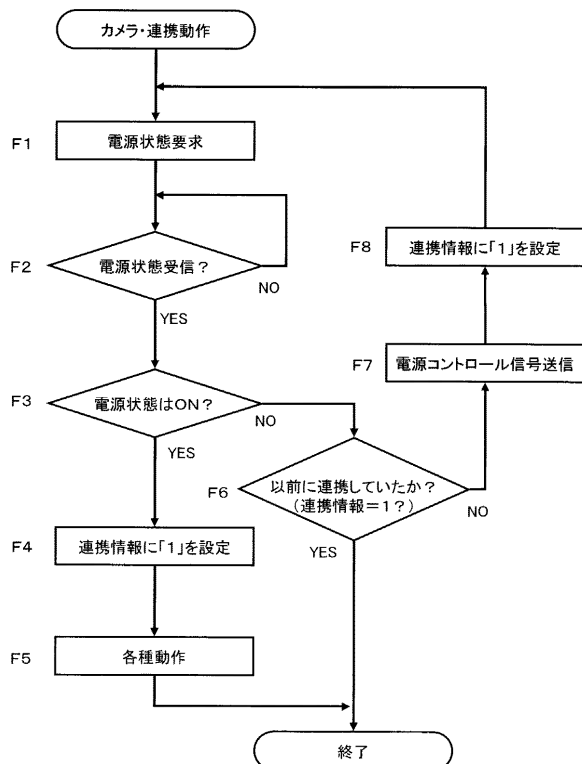 カメラ・連携動作
F1
電源状態要求
F2
電源状態受信？
NO
YES
F8
連携情報に「1」を設定
F7
電源コントロール信号送信
F3
電源状態はON？
NO
YES
F6
以前に連携していたか？
(連携情報＝1？)
NO
YES
F4
連携情報に「1」を設定
F5
各種動作
終了